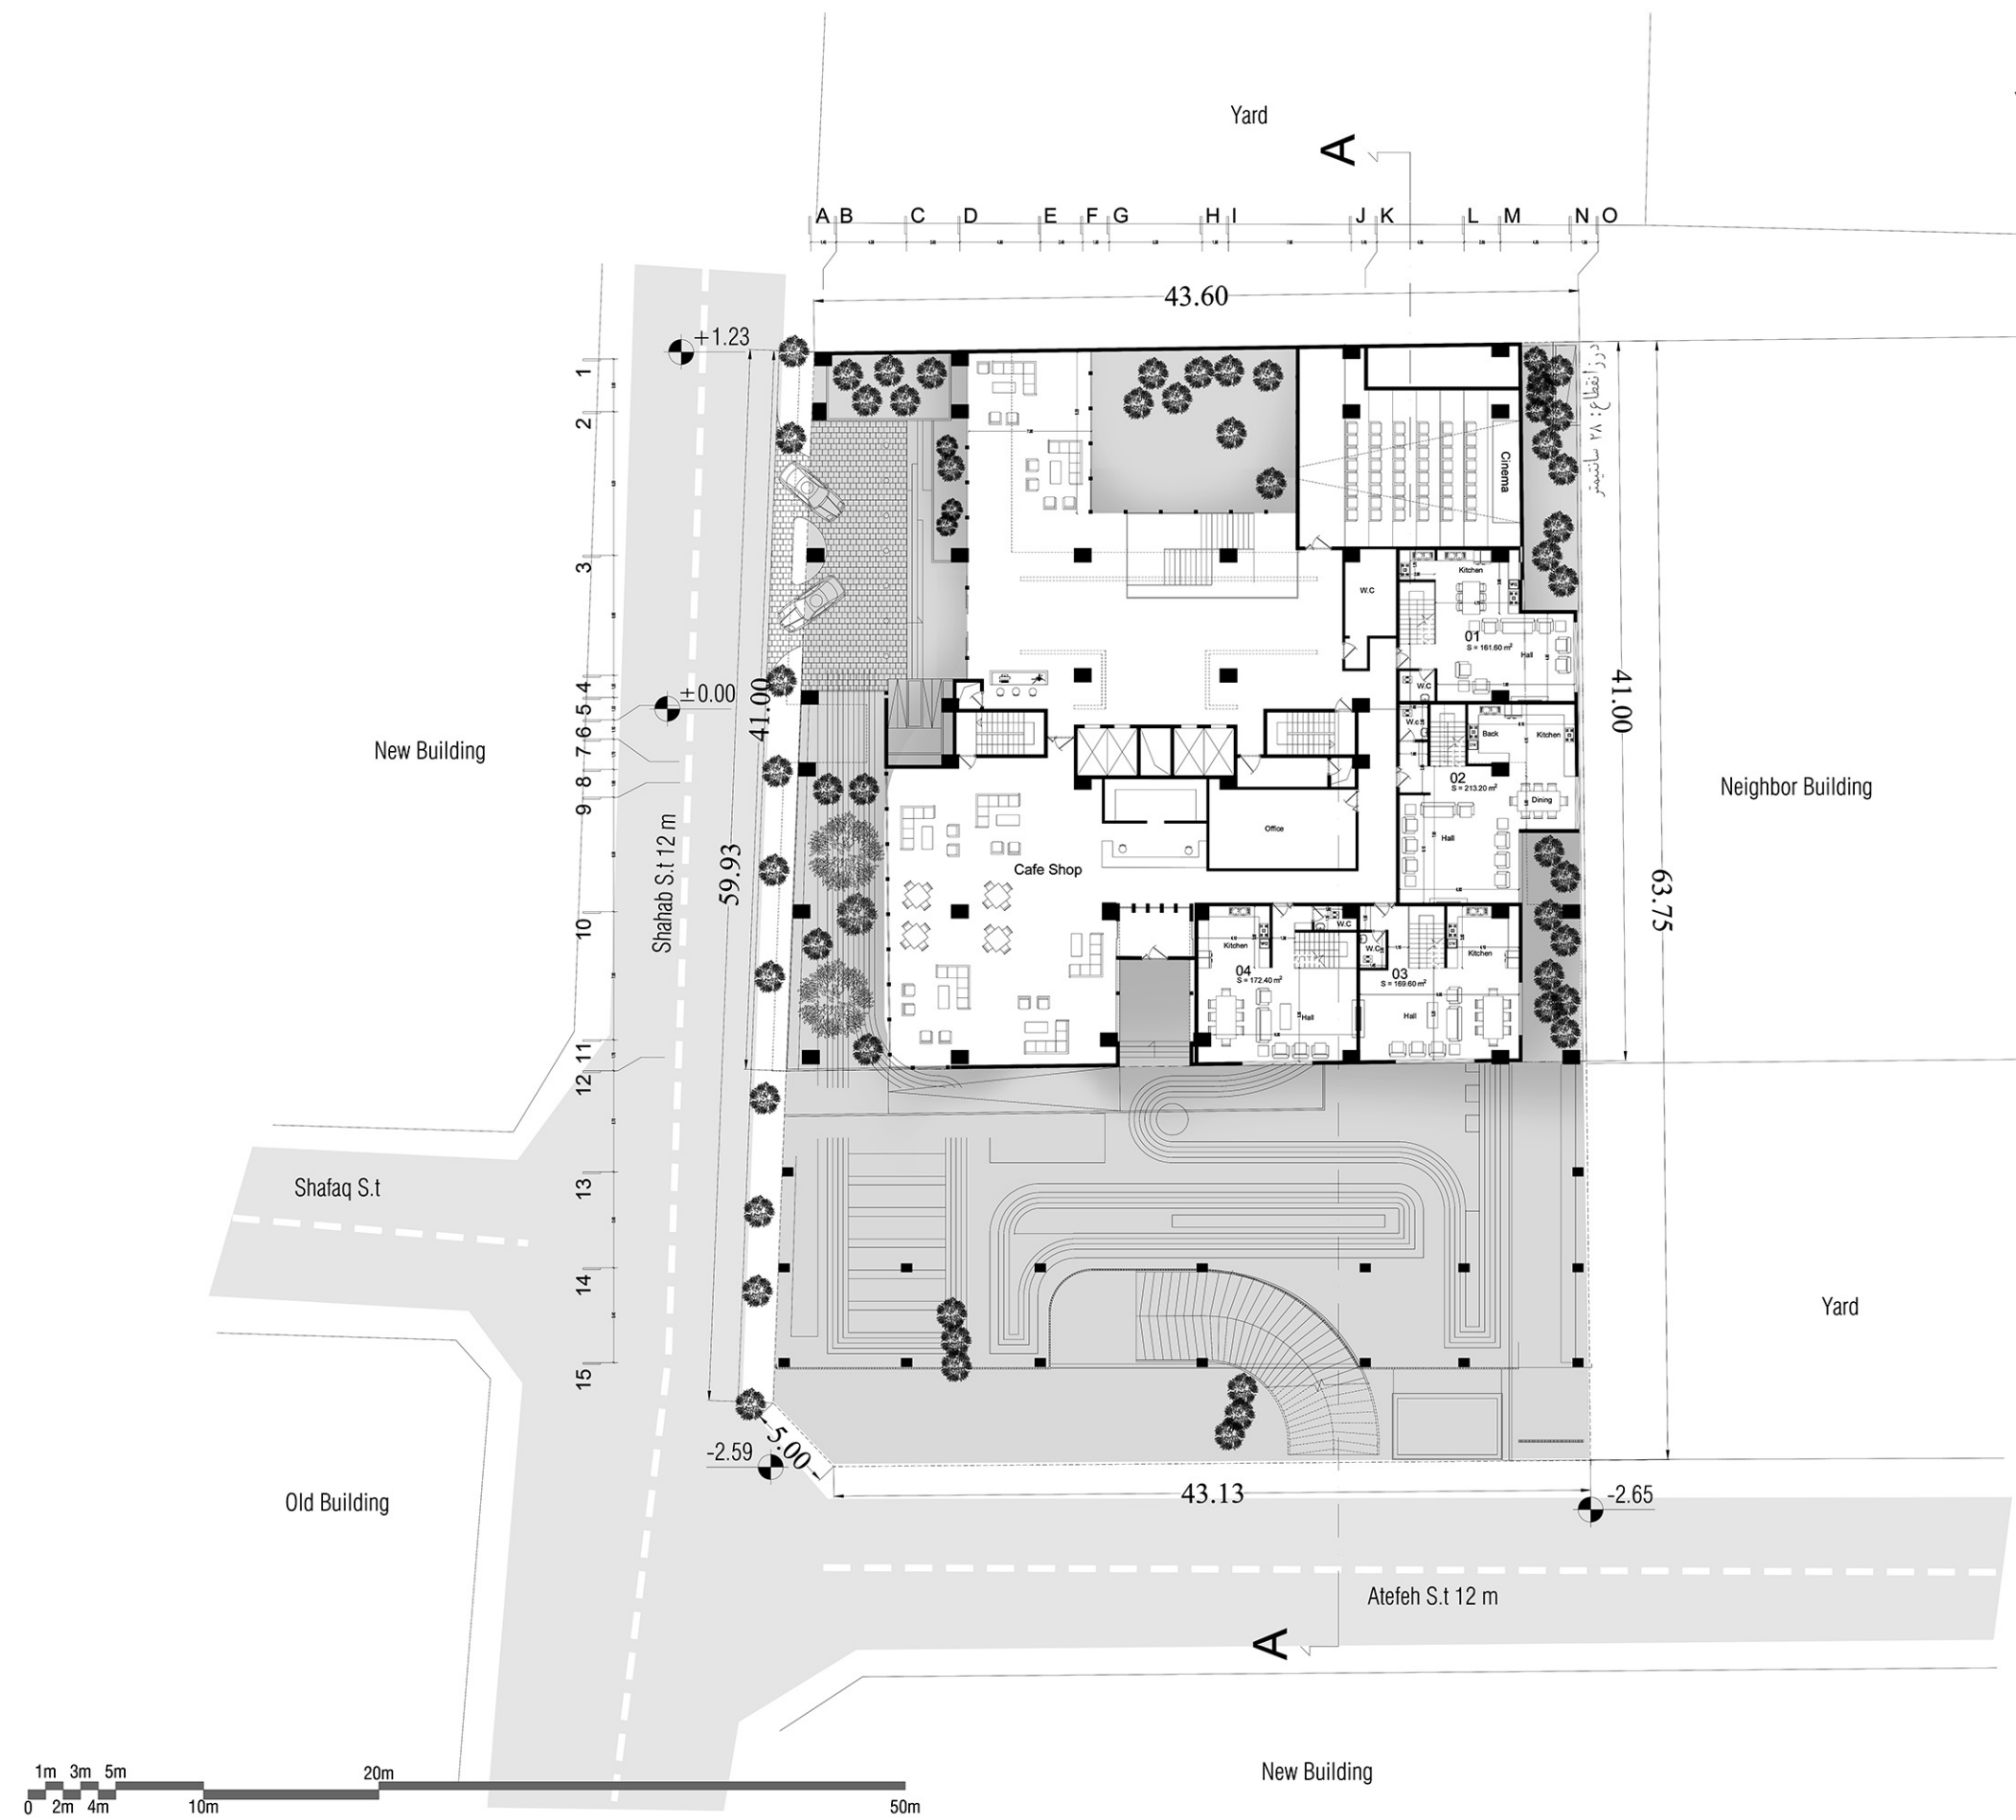 Yard
A
A B C D E F G H I J K L M N O
43.60
+1.23
1
2
3
4
5
6
7
8
9
10
11
12
13
14
15
درز انقطاع: ۷۸ سانتیمتر
Cinema
Kitchen
W.C
01
S = 161.60 m²
Hall
W.C
±0.00
41.00
41.00
W.c
Back
Kitchen
New Building
02
S = 213.20 m²
Neighbor Building
Dining
Office
Hall
Shahab S.t 12 m
59.93
Cafe Shop
63.75
W.C
Kitchen
W.C
Kitchen
04
S = 172.40 m²
03
S = 169.60 m²
Hall
Hall
Shafaq S.t
Yard
5.00
-2.59
43.13
-2.65
Old Building
Atefeh S.t 12 m
A
New Building
1m 3m 5m 20m
0 2m 4m 10m 50m